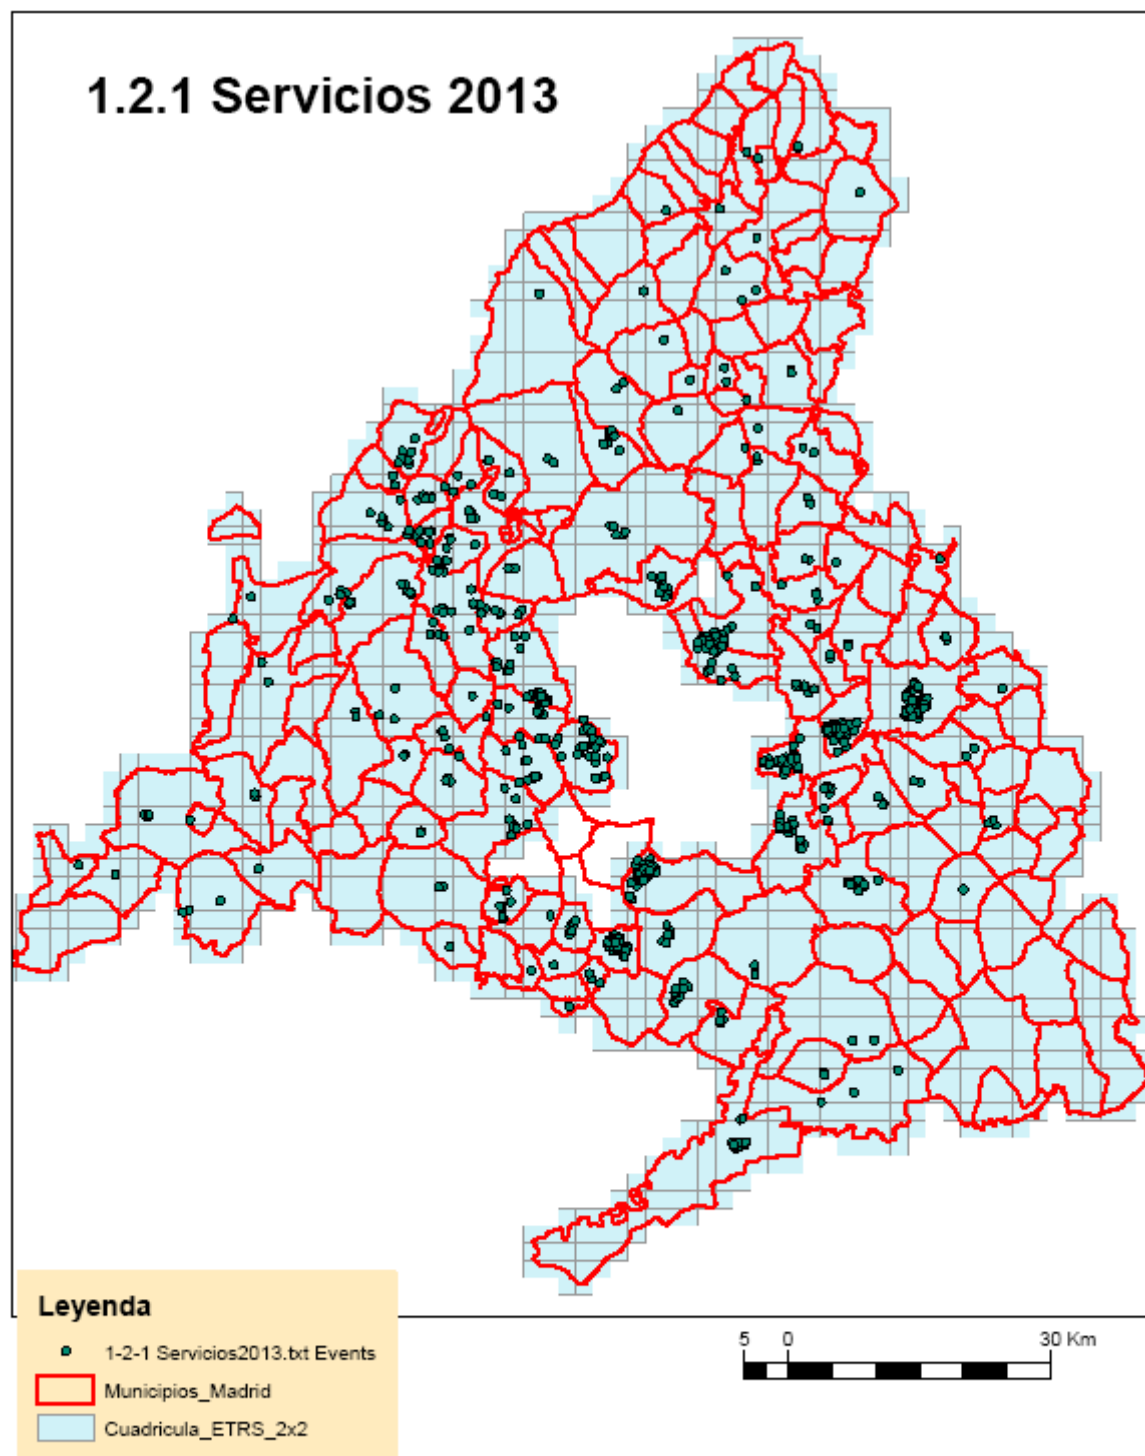 1.2.1 Servicios 2013
Leyenda
1-2-1 Servicios2013.txt Events
Municipios_Madrid
Cuadricula_ETRS_2x2
5 0 30 Km